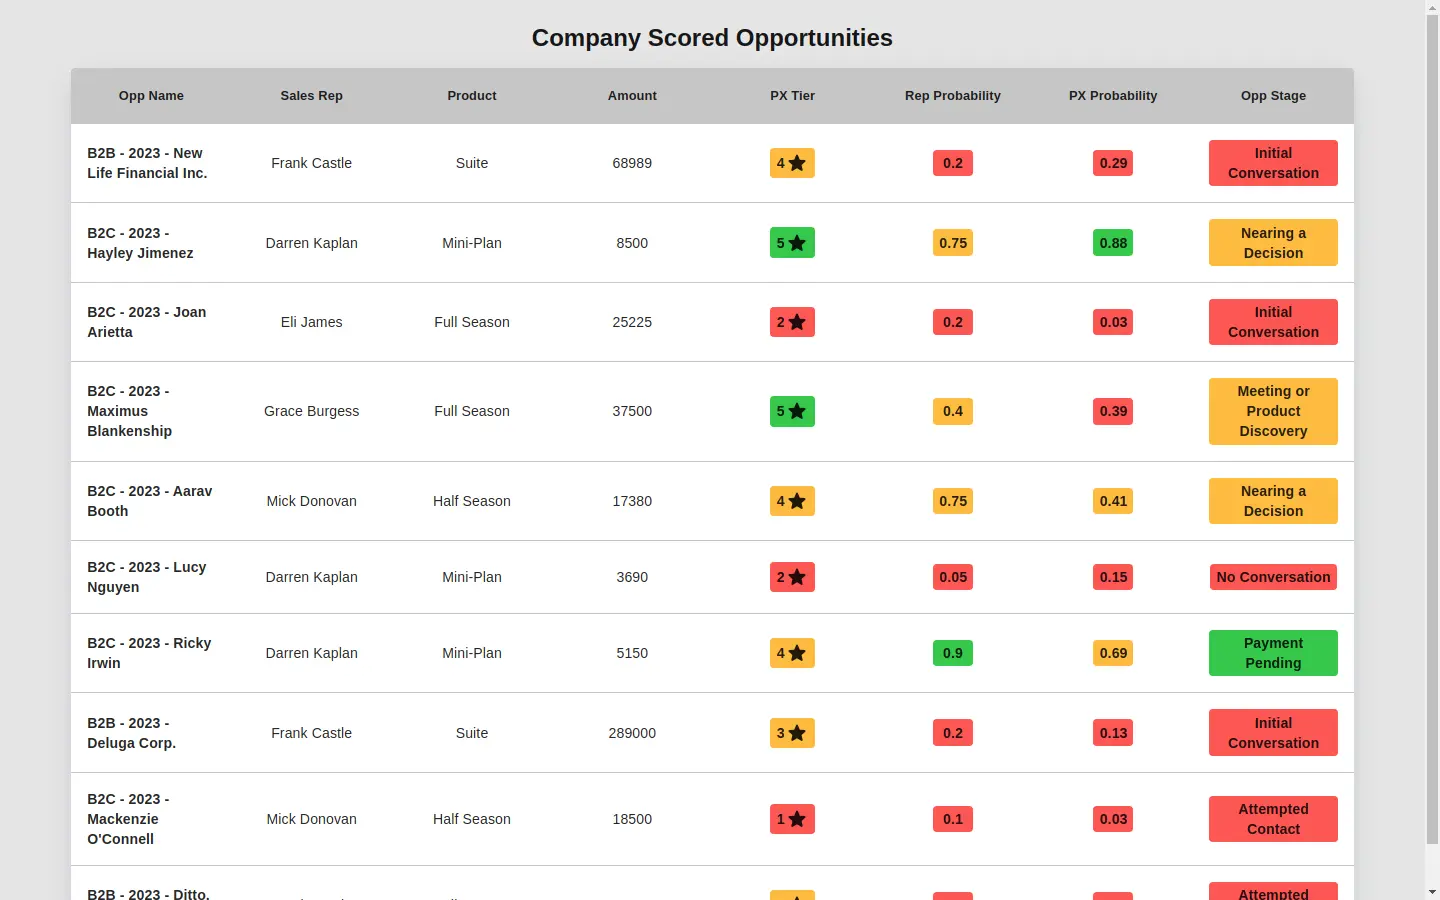 Company Scored Opportunities
Opp Name Sales Rep Product Amount PX Tier Rep Probability PX Probability Opp Stage
B2B - 2023 - New
Life Financial Inc.
Frank Castle Suite 68989 4 0.2 0.29
Initial
Conversation
B2C - 2023 -
Hayley Jimenez
Darren Kaplan Mini-Plan 8500 5 0.75 0.88
Nearing a
Decision
B2C - 2023 - Joan
Arietta
Eli James Full Season 25225 2 0.2 0.03
Initial
Conversation
B2C - 2023 -
Maximus
Blankenship
Grace Burgess Full Season 37500 5 0.4 0.39
Meeting or
Product
Discovery
B2C - 2023 - Aarav
Booth
Mick Donovan Half Season 17380 4 0.75 0.41
Nearing a
Decision
B2C - 2023 - Lucy
Nguyen
Darren Kaplan Mini-Plan 3690 2 0.05 0.15 No Conversation
B2C - 2023 - Ricky
Irwin
Darren Kaplan Mini-Plan 5150 4 0.9 0.69
Payment
Pending
B2B - 2023 -
Deluga Corp.
Frank Castle Suite 289000 3 0.2 0.13
Initial
Conversation
B2C - 2023 -
Mackenzie
O'Connell
Mick Donovan Half Season 18500 1 0.1 0.03
Attempted
Contact
B2B - 2023 - Ditto,
Attempted